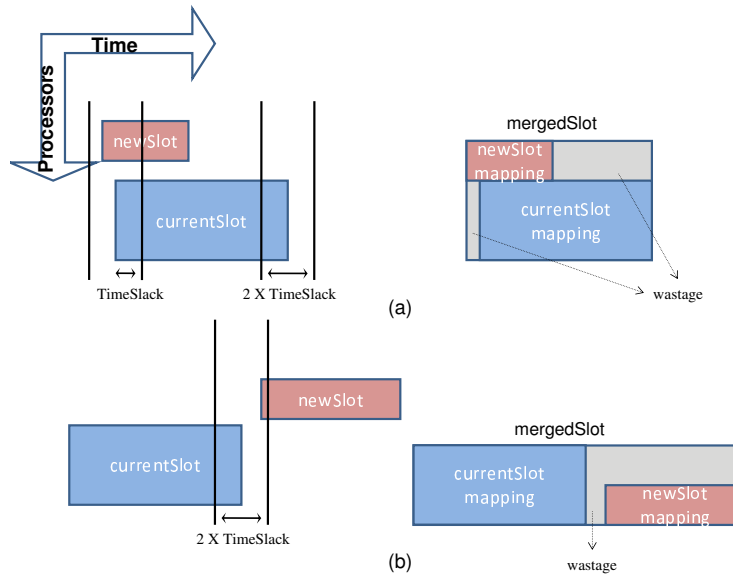 Time
Processors
newSlot
currentSlot
TimeSlack
2 X TimeSlack
mergedSlot
newSlot
mapping
currentSlot
mapping
wastage
(a)
newSlot
currentSlot
2 X TimeSlack
mergedSlot
currentSlot
mapping
newSlot
mapping
wastage
(b)